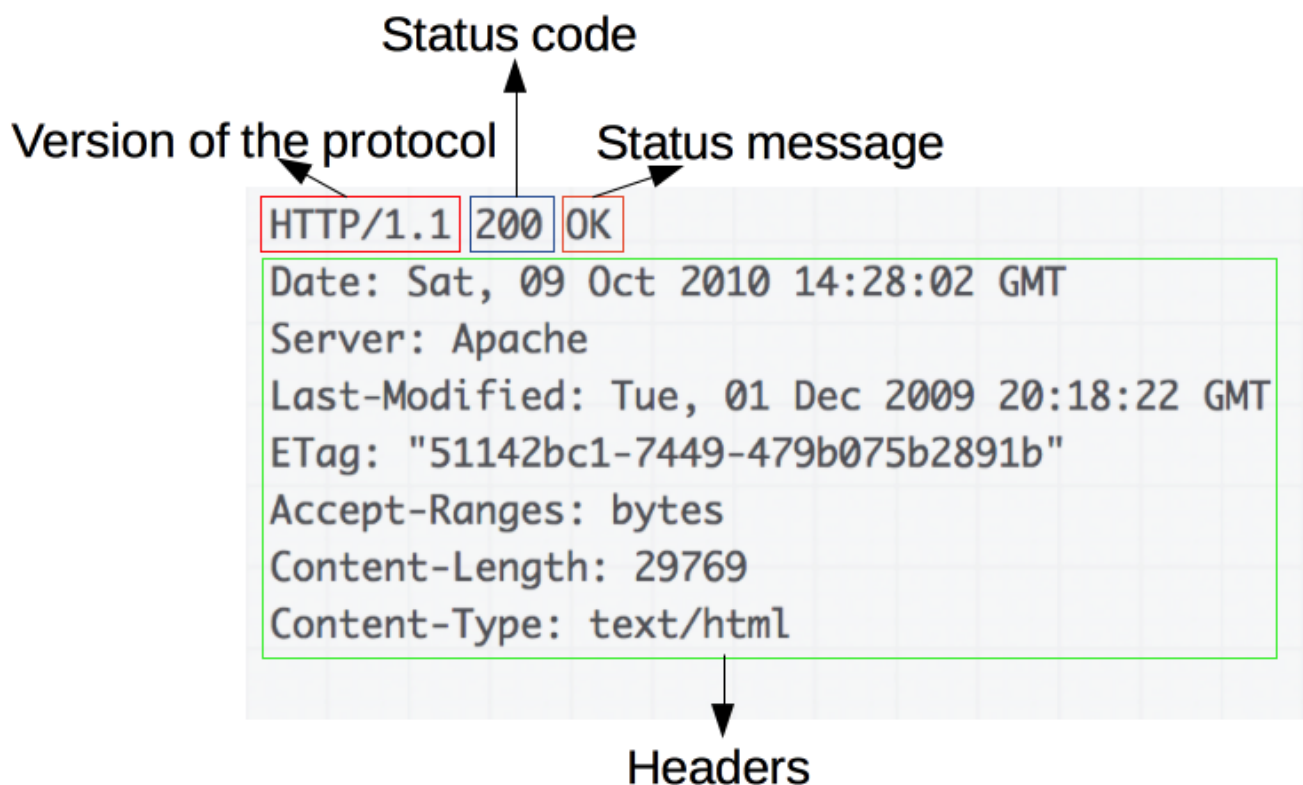 Status code
Version of the protocol
Status message
HTTP/1.1 200 OK
Date: Sat, 09 Oct 2010 14:28:02 GMT
Server: Apache
Last-Modified: Tue, 01 Dec 2009 20:18:22 GMT
ETag: "51142bc1-7449-479b075b2891b"
Accept-Ranges: bytes
Content-Length: 29769
Content-Type: text/html
Headers